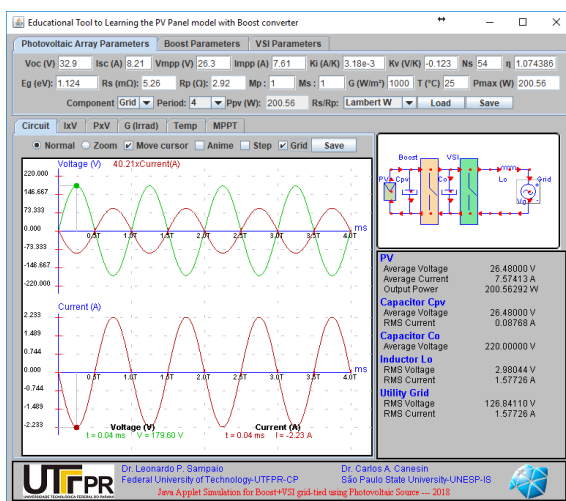 Educational Tool to Learning the PV Panel model with Boost converter
Photovoltaic Array Parameters Boost Parameters VSI Parameters
Voc (V) 32.9 Isc (A) 8.21 Vmpp (V) 26.3 Impp (A) 7.61 Ki (A/K) 3.18e-3 Kv (V/K) -0.123 Ns 54 η 1.074386
Eg (eV): 1.124 Rs (mΩ): 5.26 Rp (Ω): 2.92 Mp : 1 Ms : 1 G (W/m²) 1000 T (°C) 25 Pmax (W) 200.56
Component Grid Period: 4 Ppv (W): 200.56 Rs/Rp: Lambert W Load Save
Circuit IxV PxV G (Irrad) Temp MPPT
Normal Zoom Move cursor Anime Step Grid Save
Voltage (V) 40.21xCurrent(A)
220.000
146.667
73.333
0.000
-73.333
-146.667
-220.000
0.5T 1.0T 1.5T 2.0T 2.5T 3.0T 3.5T 4.0T ms
Current (A)
2.233
1.489
0.744
0.000
-0.744
-1.489
-2.233
0.5T 1.0T 1.5T 2.0T 2.5T 3.0T 3.5T 4.0T ms
Voltage (V) Current (A)
t = 0.04 ms V = 179.60 V t = 0.04 ms I = -2.23 A
Boost VSI
PV Cpv Co Lo Grid
Vg
PV
Average Voltage 26.48000 V
Average Current 7.57413 A
Output Power 200.56292 W
Capacitor Cpv
Average Voltage 26.48000 V
RMS Current 0.08768 A
Capacitor Co
Average Voltage 220.00000 V
Inductor Lo
RMS Voltage 2.98044 V
RMS Current 1.57726 A
Utility Grid
RMS Voltage 126.84110 V
RMS Current 1.57726 A
UTFPR
UNIVERSIDADE TECNOLÓGICA FEDERAL DO PARANÁ
Dr. Leonardo P. Sampaio Dr. Carlos A. Canesin
Federal University of Technology-UTFPR-CP São Paulo State University-UNESP-IS
Java Applet Simulation for Boost+VSI grid-tied using Photovoltaic Source --- 2018